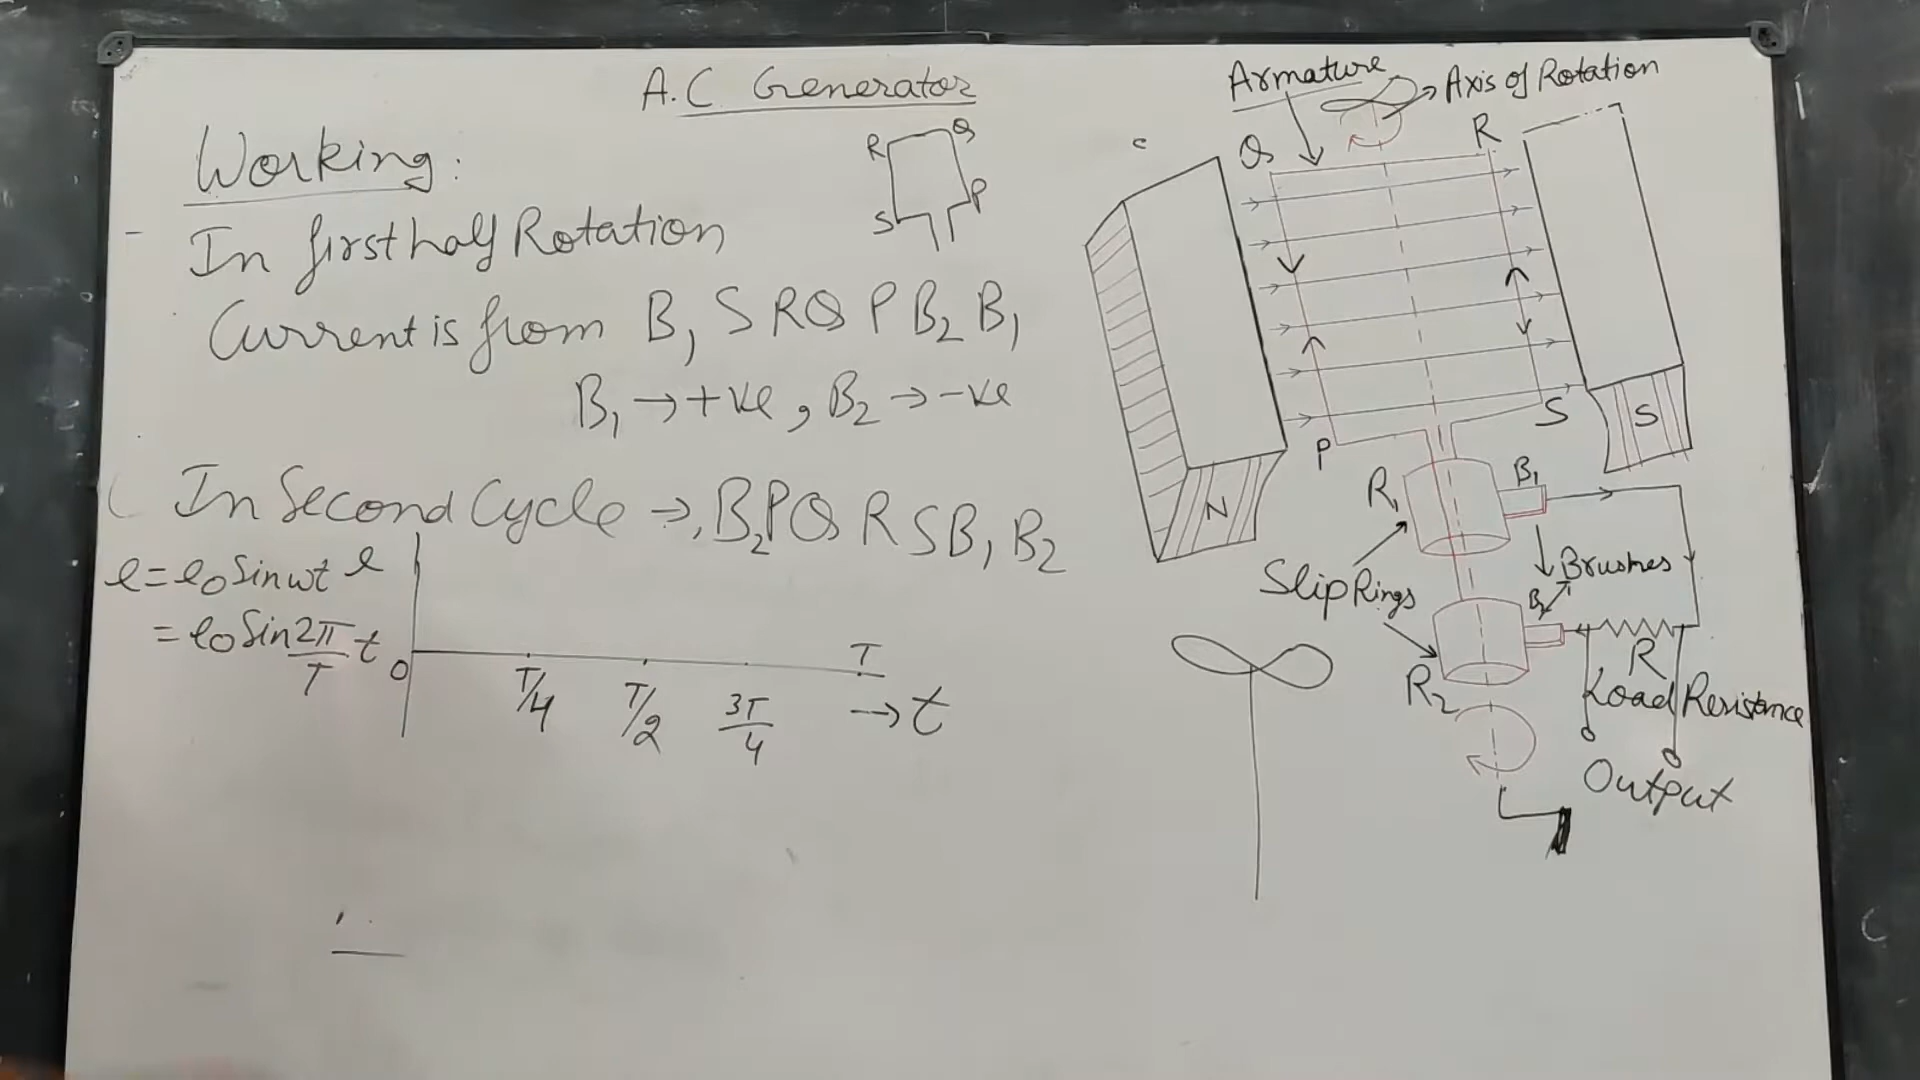 A.C Generator
Working:
In first half Rotation
Current is from B₁ S R Q P B₂ B₁
B₁ → +ve, B₂ → -ve
In Second Cycle → B₂ P Q R S B₁ B₂
e = e₀ Sin ωt
= e₀ Sin 2π/T t
e
O
T/4
T/2
3T/4
T
→ t
R
Q
S
P
Armature
Axis of Rotation
Q
R
P
S
N
S
R₁
B₁
Slip Rings
Brushes
B₂
R₂
R
Load Resistance
Output